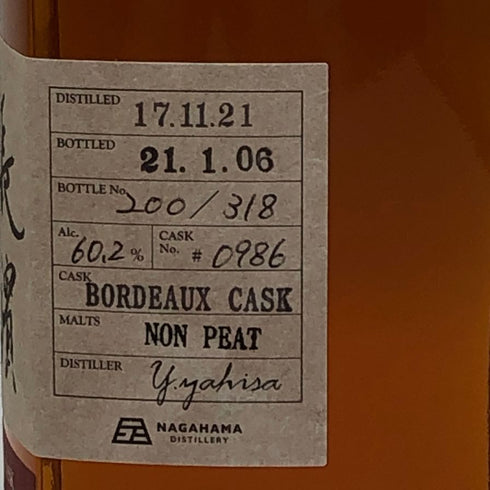 DISTILLED 17.11.21
BOTTLED 21. 1.06
BOTTLE No. 200/318
Alc. 60.2 % CASK No. # 0986
CASK BORDEAUX CASK
MALTS NON PEAT
DISTILLER Y.yahisa
NAGAHAMA
DISTILLERY